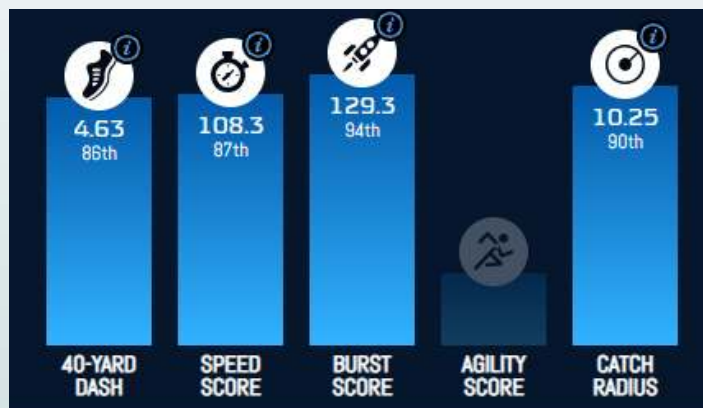 i
i
i
i
4.63
86th
108.3
87th
129.3
94th
10.25
90th
40-YARD
DASH
SPEED
SCORE
BURST
SCORE
AGILITY
SCORE
CATCH
RADIUS